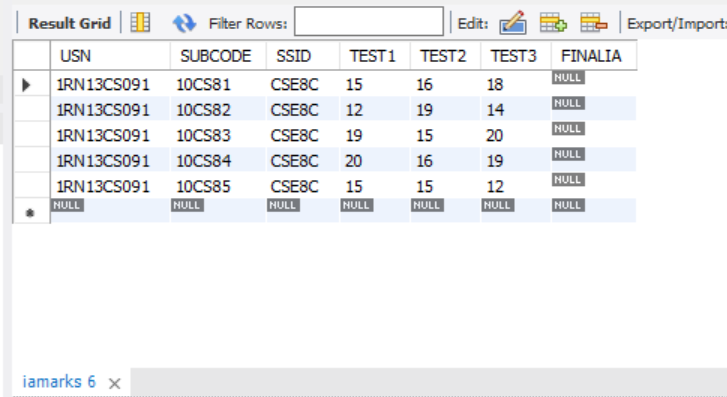 Result Grid Filter Rows: Edit: Export/Import:
USN SUBCODE SSID TEST1 TEST2 TEST3 FINALIA
1RN13CS091 10CS81 CSE8C 15 16 18 NULL
1RN13CS091 10CS82 CSE8C 12 19 14 NULL
1RN13CS091 10CS83 CSE8C 19 15 20 NULL
1RN13CS091 10CS84 CSE8C 20 16 19 NULL
1RN13CS091 10CS85 CSE8C 15 15 12 NULL
NULL NULL NULL NULL NULL NULL NULL
iamarks 6